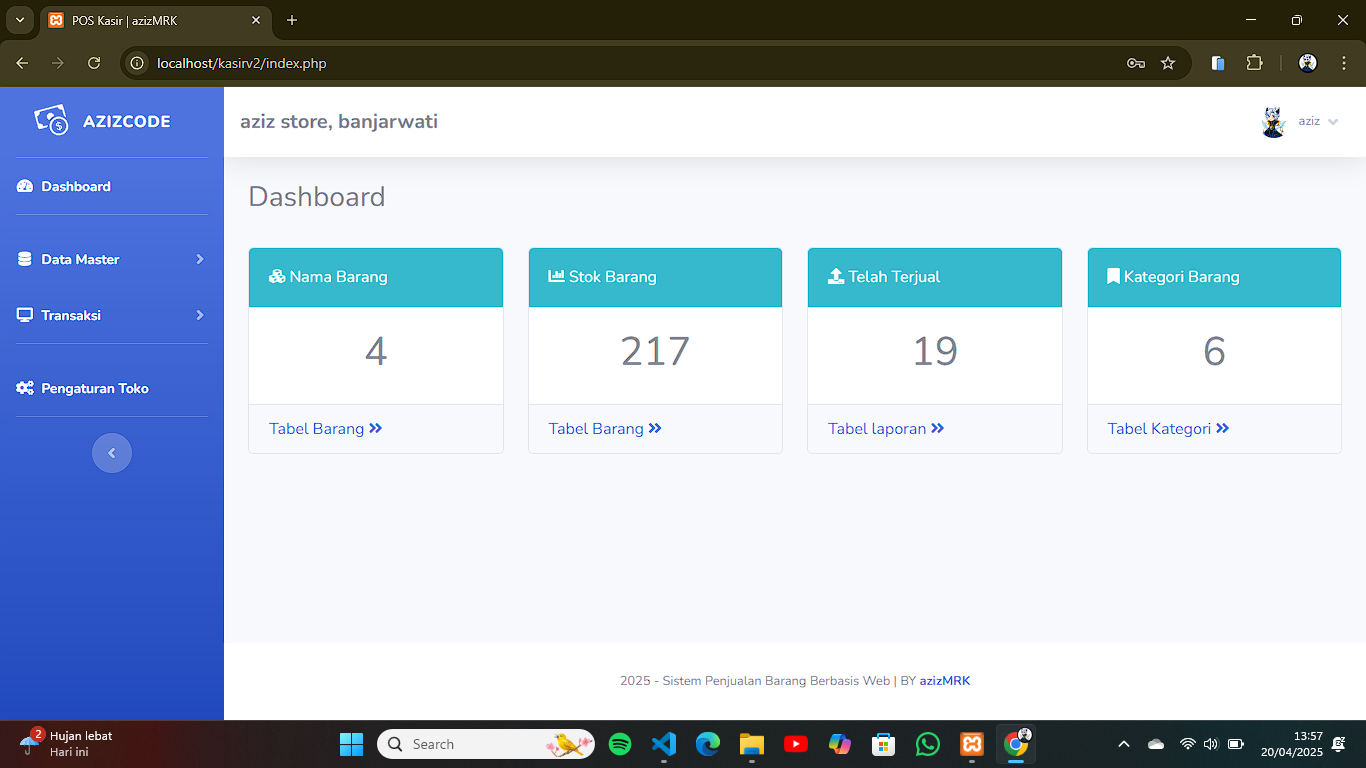 POS Kasir | azizMRK
localhost/kasirv2/index.php
AZIZCODE
aziz store, banjarwati
aziz
Dashboard
Data Master
Transaksi
Pengaturan Toko
Dashboard
Nama Barang
4
Tabel Barang
Stok Barang
217
Tabel Barang
Telah Terjual
19
Tabel laporan
Kategori Barang
6
Tabel Kategori
2025 - Sistem Penjualan Barang Berbasis Web | BY azizMRK
2
Hujan lebat
Hari ini
Search
13:57
20/04/2025